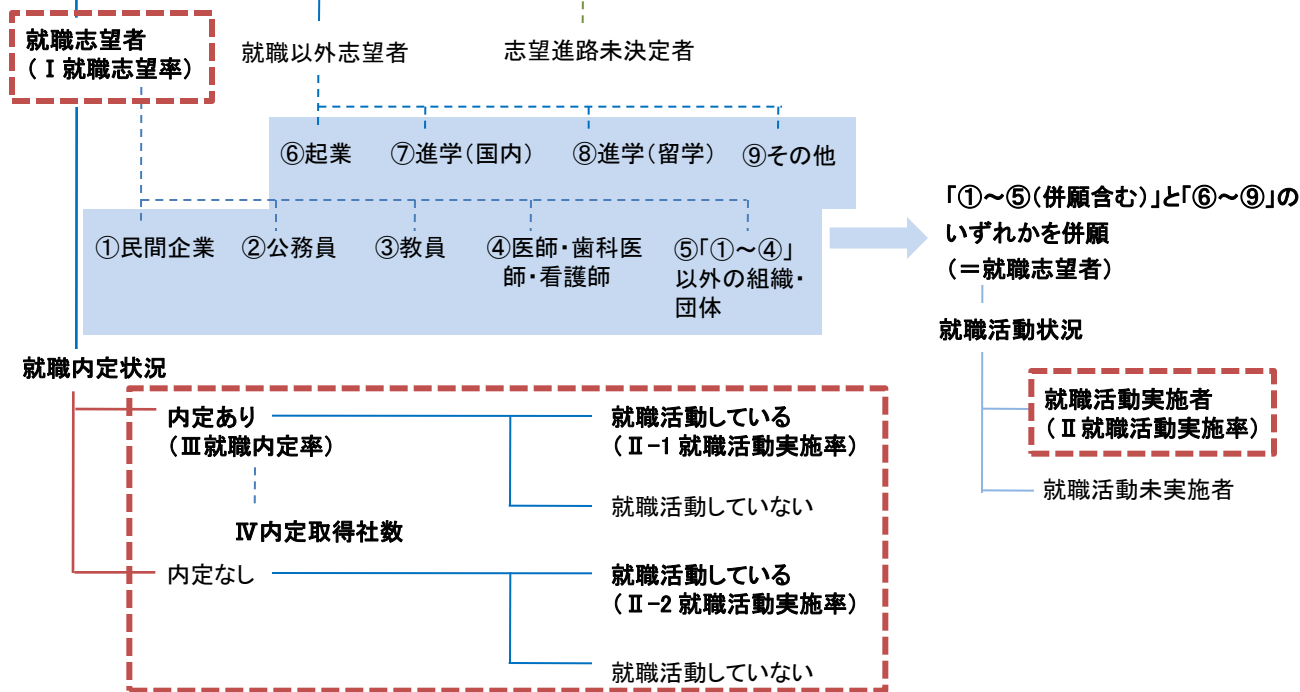 就職志望者
(Ⅰ就職志望率)
就職以外志望者
志望進路未決定者
⑥起業
⑦進学(国内)
⑧進学(留学)
⑨その他
①民間企業
②公務員
③教員
④医師・歯科医
師・看護師
⑤「①~④」
以外の組織・
団体
「①~⑤(併願含む)」と「⑥~⑨」の
いずれかを併願
(=就職志望者)
就職活動状況
就職活動実施者
(Ⅱ就職活動実施率)
就職活動未実施者
就職内定状況
内定あり
(Ⅲ就職内定率)
就職活動している
(Ⅱ-1 就職活動実施率)
就職活動していない
Ⅳ内定取得社数
内定なし
就職活動している
(Ⅱ-2 就職活動実施率)
就職活動していない